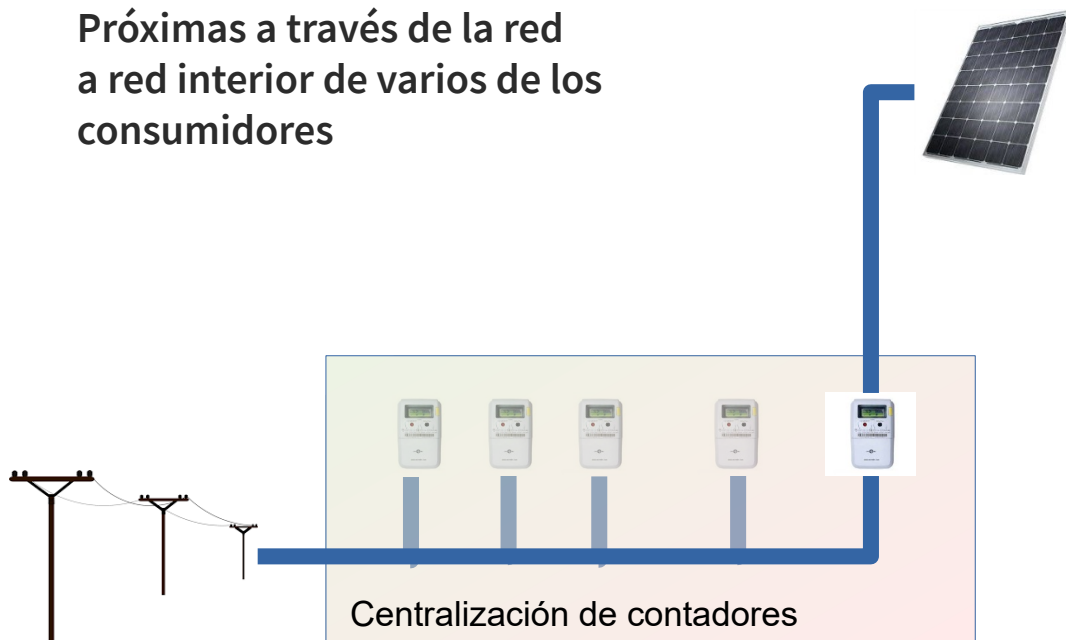 Próximas a través de la red
a red interior de varios de los
consumidores
Centralización de contadores